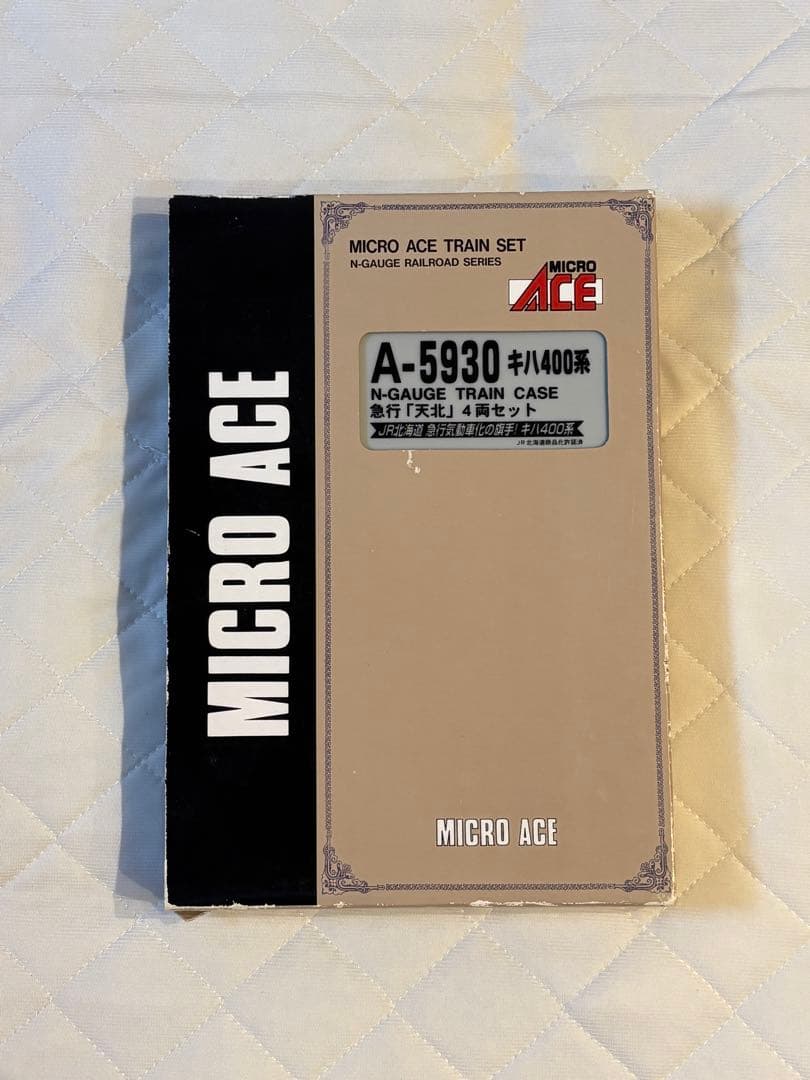 MICRO ACE
MICRO ACE TRAIN SET
N-GAUGE RAILROAD SERIES
MICRO
ACE
A-5930 キハ400系
N-GAUGE TRAIN CASE
急行「天北」4両セット
JR北海道 急行気動車化の旗手! キハ400系
JR北海道商品化許諾済
MICRO ACE